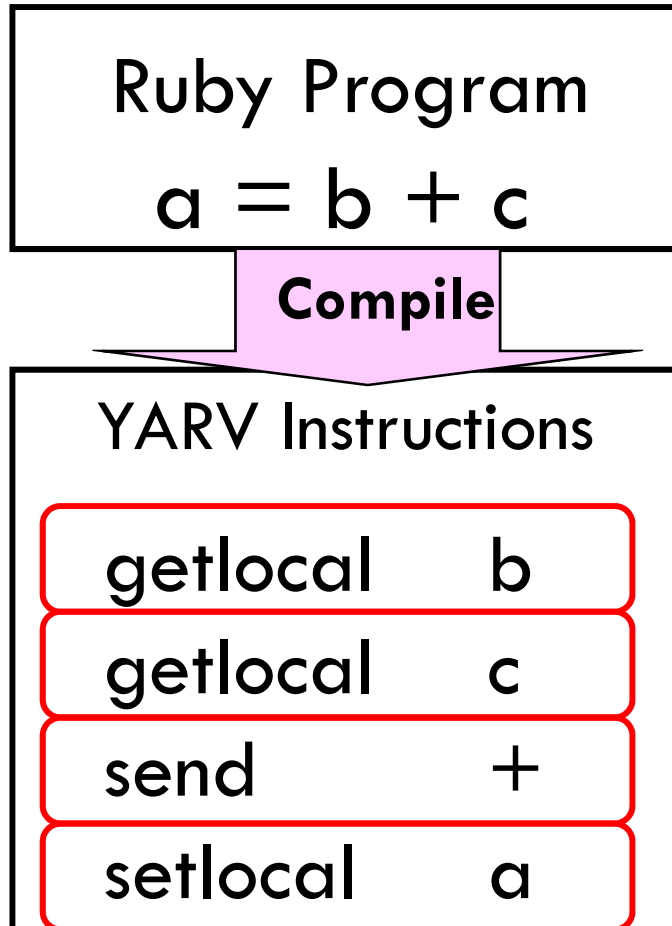 Ruby Program
a = b + c
Compile
YARV Instructions
getlocal b
getlocal c
send +
setlocal a